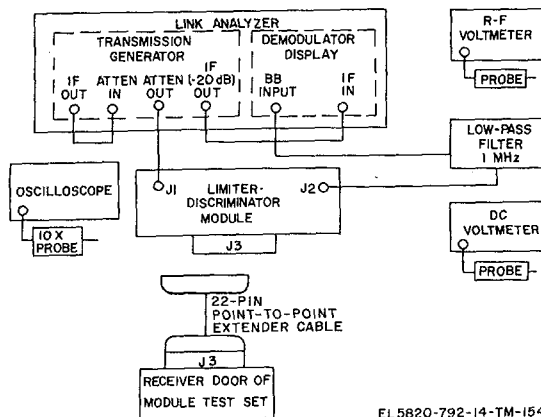 LINK ANALYZER
TRANSMISSION
GENERATOR
IF
OUT
ATTEN
IN
ATTEN
OUT
IF
(-20 dB)
OUT
DEMODULATOR
DISPLAY
BB
INPUT
IF
IN
R-F
VOLTMETER
PROBE
LOW-PASS
FILTER
1 MHz
OSCILLOSCOPE
10X
PROBE
J1
LIMITER-
DISCRIMINATOR
MODULE
J2
J3
DC
VOLTMETER
PROBE
22-PIN
POINT-TO-POINT
EXTENDER CABLE
J3
RECEIVER DOOR OF
MODULE TEST SET
EL5820-792-14-TM-154